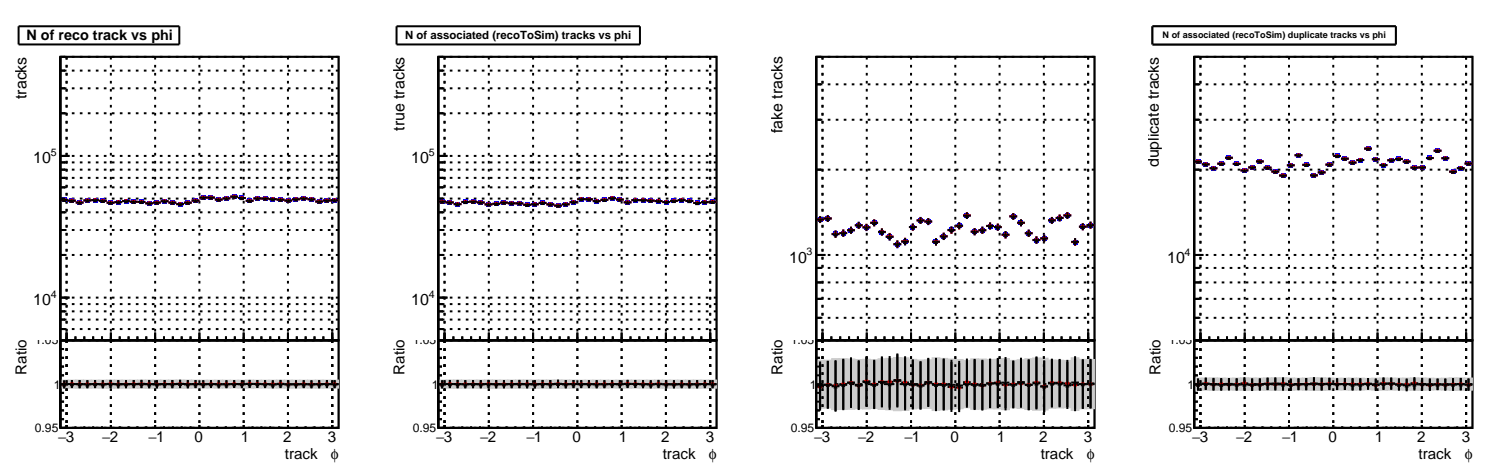 N of reco track vs phi
tracks
10^5
10^4
Ratio
1
0.95
−3 −2 −1 0 1 2 3
track ϕ
N of associated (recoToSim) tracks vs phi
true tracks
10^5
10^4
Ratio
1
0.95
−3 −2 −1 0 1 2 3
track ϕ
fake tracks
10^3
Ratio
1
0.95
−3 −2 −1 0 1 2 3
track ϕ
N of associated (recoToSim) duplicate tracks vs phi
duplicate tracks
10^4
Ratio
1
0.95
−3 −2 −1 0 1 2 3
track ϕ